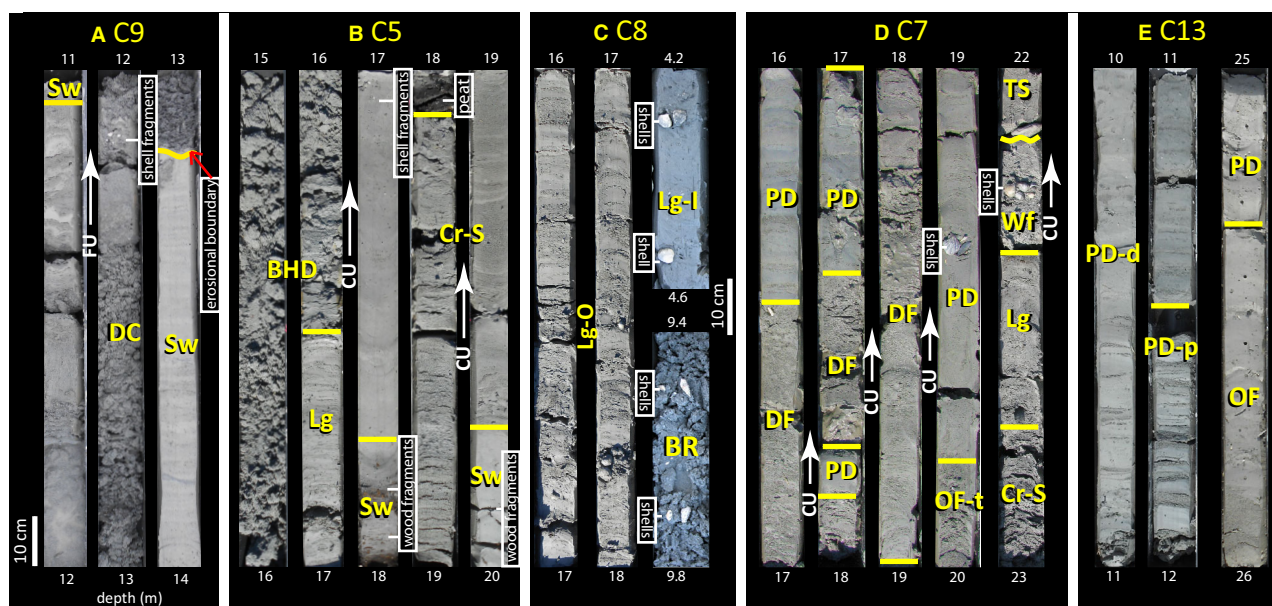 A C9
11
12
13
Sw
FU
shell fragments
erosional boundary
DC
Sw
10 cm
12
13
14
depth (m)
B C5
15
16
17
18
19
BHD
CU
Lg
shell fragments
peat
Cr-S
CU
Sw
wood fragments
Sw
wood fragments
16
17
18
19
20
C C8
16
17
4.2
shells
Lg-I
shells
4.6
9.4
10 cm
Lg-O
shells
BR
shells
17
18
9.8
D C7
16
17
18
19
22
PD
DF
CU
PD
DF
PD
CU
DF
CU
shells
PD
OF-t
TS
shells
Wf
CU
Lg
Cr-S
17
18
19
20
23
E C13
10
11
25
PD-d
PD-p
PD
OF
11
12
26